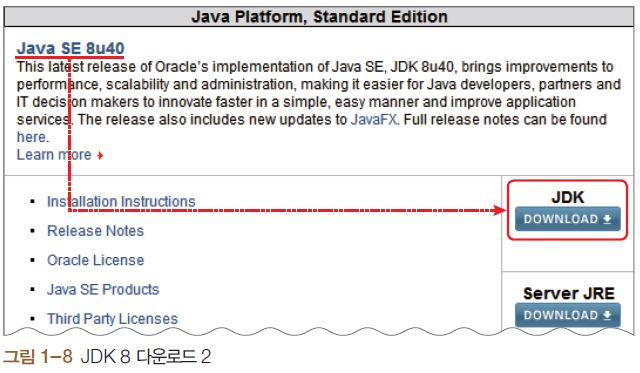 Java Platform, Standard Edition
Java SE 8u40
This latest release of Oracle's implementation of Java SE, JDK 8u40, brings improvements to
performance, scalability and administration, making it easier for Java developers, partners and
IT decision makers to innovate faster in a simple, easy manner and improve application
services. The release also includes new updates to JavaFX. Full release notes can be found
here.
Learn more
Installation Instructions
Release Notes
Oracle License
Java SE Products
Third Party Licenses
JDK
DOWNLOAD
Server JRE
DOWNLOAD
그림 1-8 JDK 8 다운로드 2